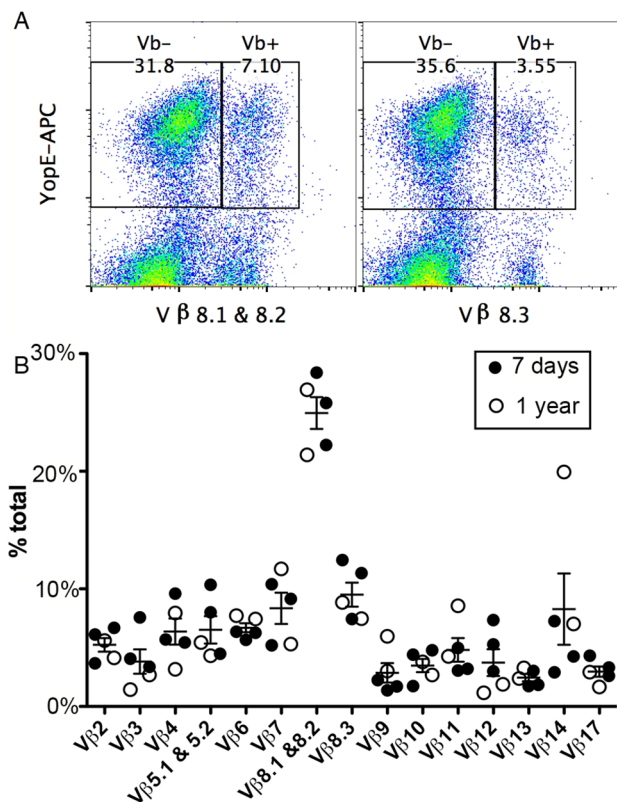 A
Vb− Vb+
31.8 7.10
Vb− Vb+
35.6 3.55
YopE−APC
V β 8.1 & 8.2
V β 8.3
B
30%
20%
10%
0%
% total
7 days
1 year
Vβ2
Vβ3
Vβ4
Vβ5.1 & 5.2
Vβ6
Vβ7
Vβ8.1 &8.2
Vβ8.3
Vβ9
Vβ10
Vβ11
Vβ12
Vβ13
Vβ14
Vβ17